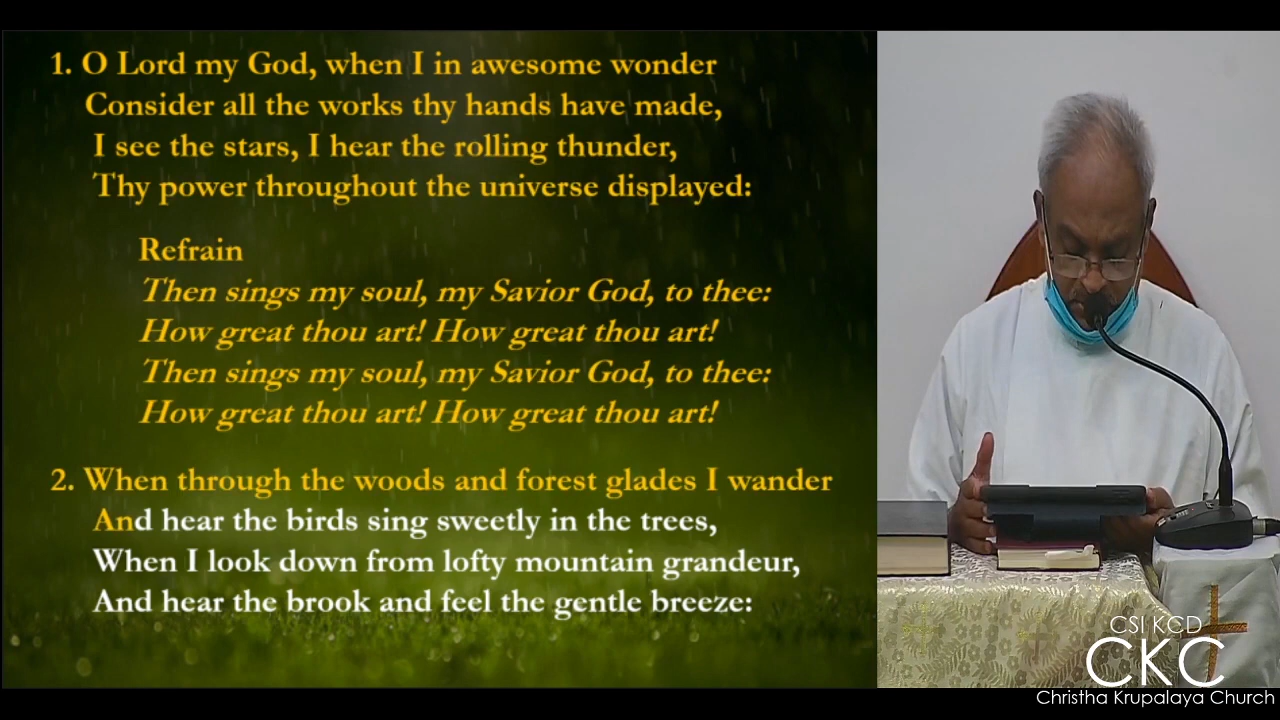 1. O Lord my God, when I in awesome wonder
Consider all the works thy hands have made,
I see the stars, I hear the rolling thunder,
Thy power throughout the universe displayed:
Refrain
Then sings my soul, my Savior God, to thee:
How great thou art! How great thou art!
Then sings my soul, my Savior God, to thee:
How great thou art! How great thou art!
2. When through the woods and forest glades I wander
And hear the birds sing sweetly in the trees,
When I look down from lofty mountain grandeur,
And hear the brook and feel the gentle breeze:
CSI KCD
CKC
Christha Krupalaya Church